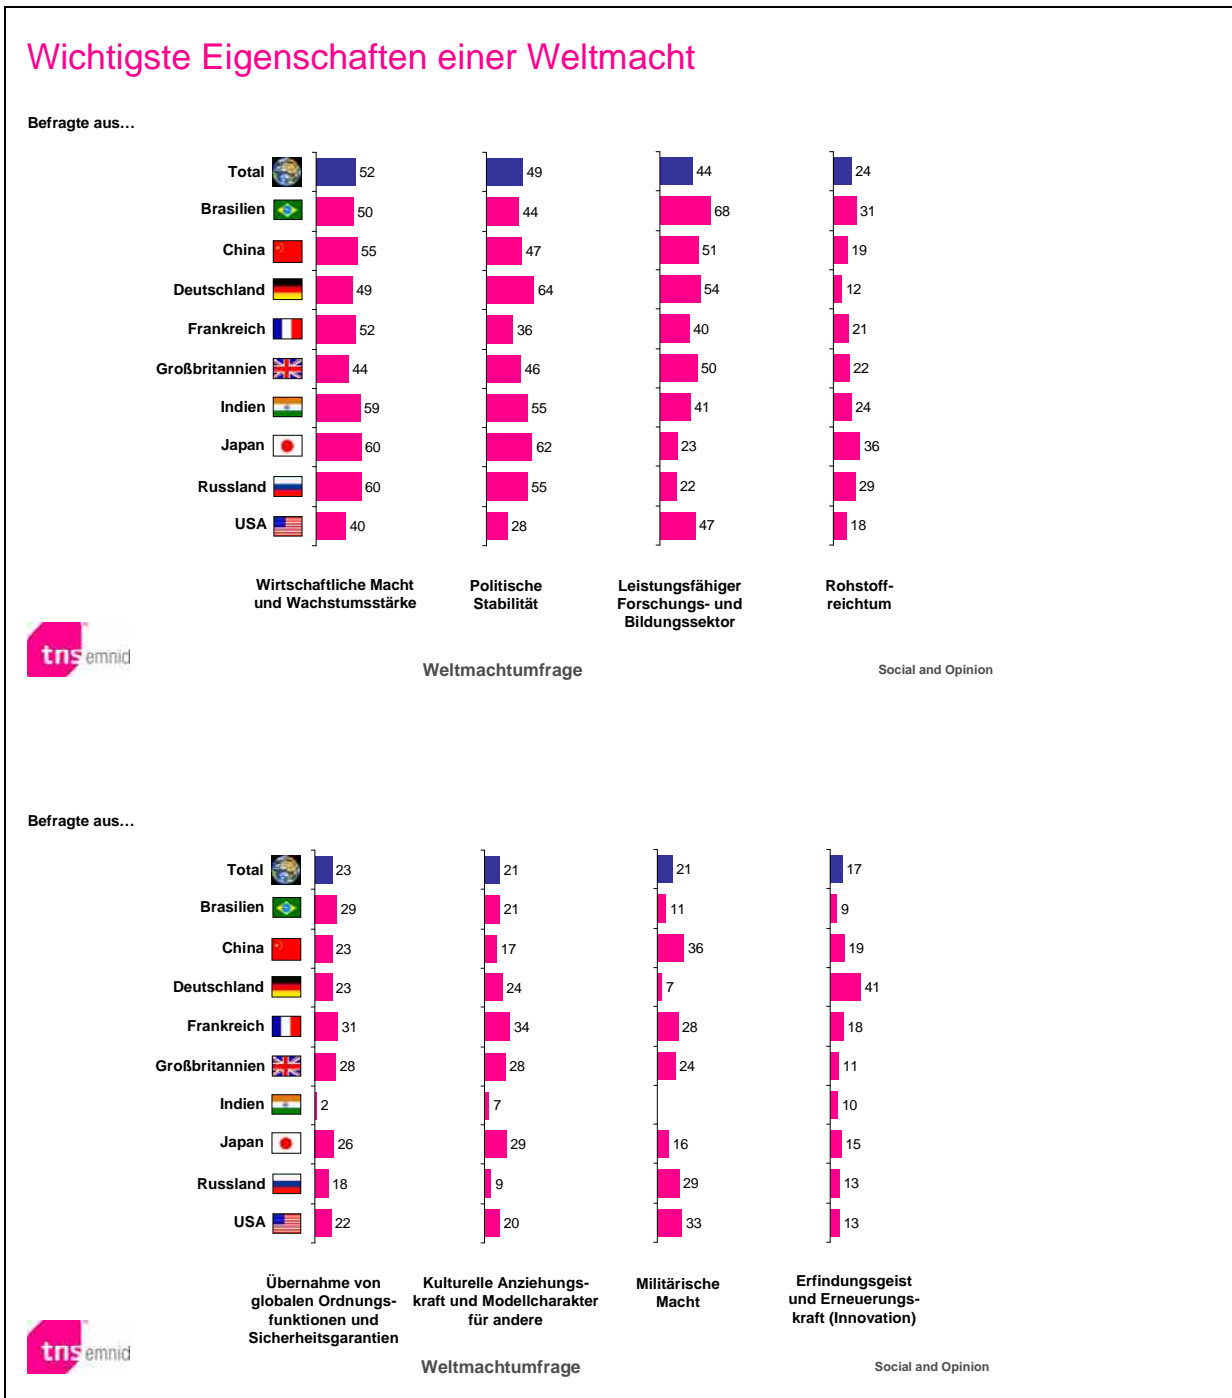 Wichtigste Eigenschaften einer Weltmacht
Befragte aus…
Total 52 49 44 24
Brasilien 50 44 68 31
China 55 47 51 19
Deutschland 49 64 54 12
Frankreich 52 36 40 21
Großbritannien 44 46 50 22
Indien 59 55 41 24
Japan 60 62 23 36
Russland 60 55 22 29
USA 40 28 47 18
Wirtschaftliche Macht
und Wachstumsstärke
Politische
Stabilität
Leistungsfähiger
Forschungs- und
Bildungssektor
Rohstoff-
reichtum
tns emnid
Weltmachtumfrage
Social and Opinion
Befragte aus…
Total 23 21 21 17
Brasilien 29 21 11 9
China 23 17 36 19
Deutschland 23 24 7 41
Frankreich 31 34 28 18
Großbritannien 28 28 24 11
Indien 2 7 10
Japan 26 29 16 15
Russland 18 9 29 13
USA 22 20 33 13
Übernahme von
globalen Ordnungs-
funktionen und
Sicherheitsgarantien
Kulturelle Anziehungs-
kraft und Modellcharakter
für andere
Militärische
Macht
Erfindungsgeist
und Erneuerungs-
kraft (Innovation)
tns emnid
Weltmachtumfrage
Social and Opinion